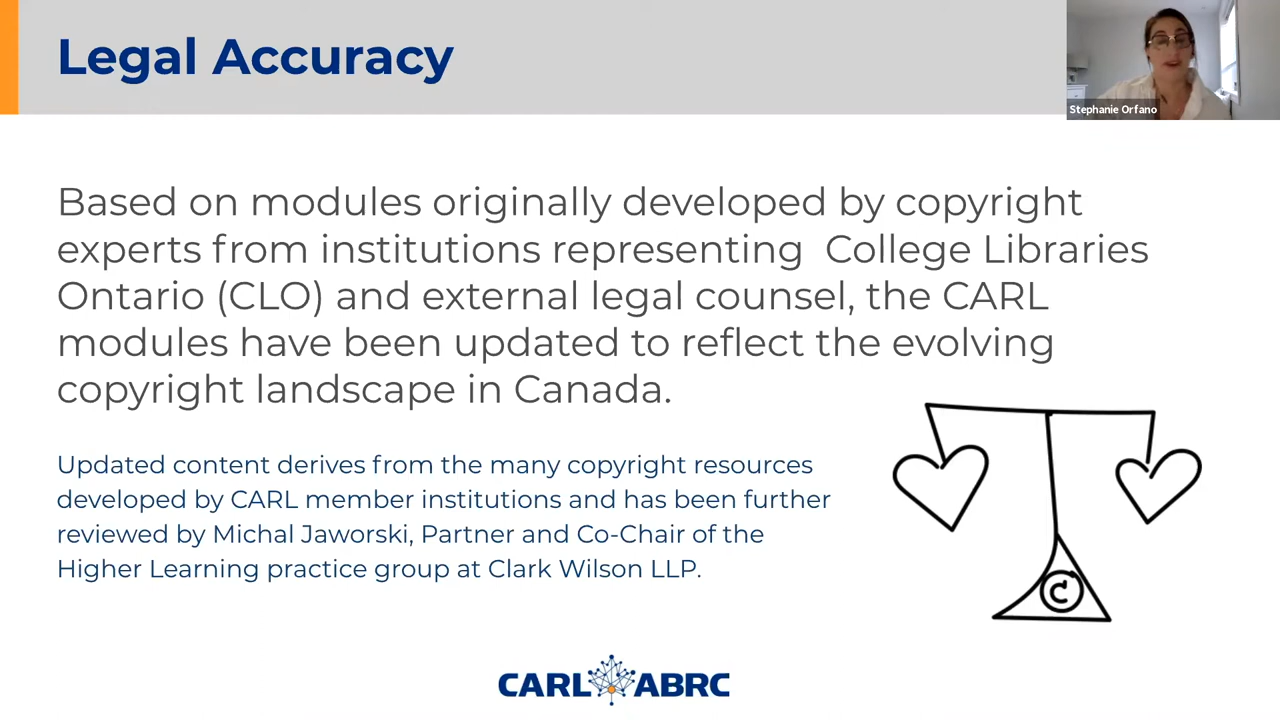 Legal Accuracy
Stephanie Orfano
Based on modules originally developed by copyright
experts from institutions representing  College Libraries
Ontario (CLO) and external legal counsel, the CARL
modules have been updated to reflect the evolving
copyright landscape in Canada.
Updated content derives from the many copyright resources
developed by CARL member institutions and has been further
reviewed by Michal Jaworski, Partner and Co-Chair of the
Higher Learning practice group at Clark Wilson LLP.
C
CARL ABRC